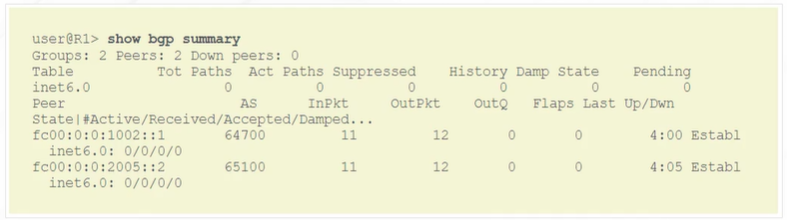 user@R1> show bgp summary
Groups: 2 Peers: 2 Down peers: 0
Table Tot Paths Act Paths Suppressed History Damp State Pending
inet6.0 0 0 0 0 0 0
Peer AS InPkt OutPkt OutQ Flaps Last Up/Dwn
State|#Active/Received/Accepted/Damped...
fc00:0:0:1002::1 64700 11 12 0 0 4:00 Establ
inet6.0: 0/0/0/0
fc00:0:0:2005::2 65100 11 12 0 0 4:05 Establ
inet6.0: 0/0/0/0